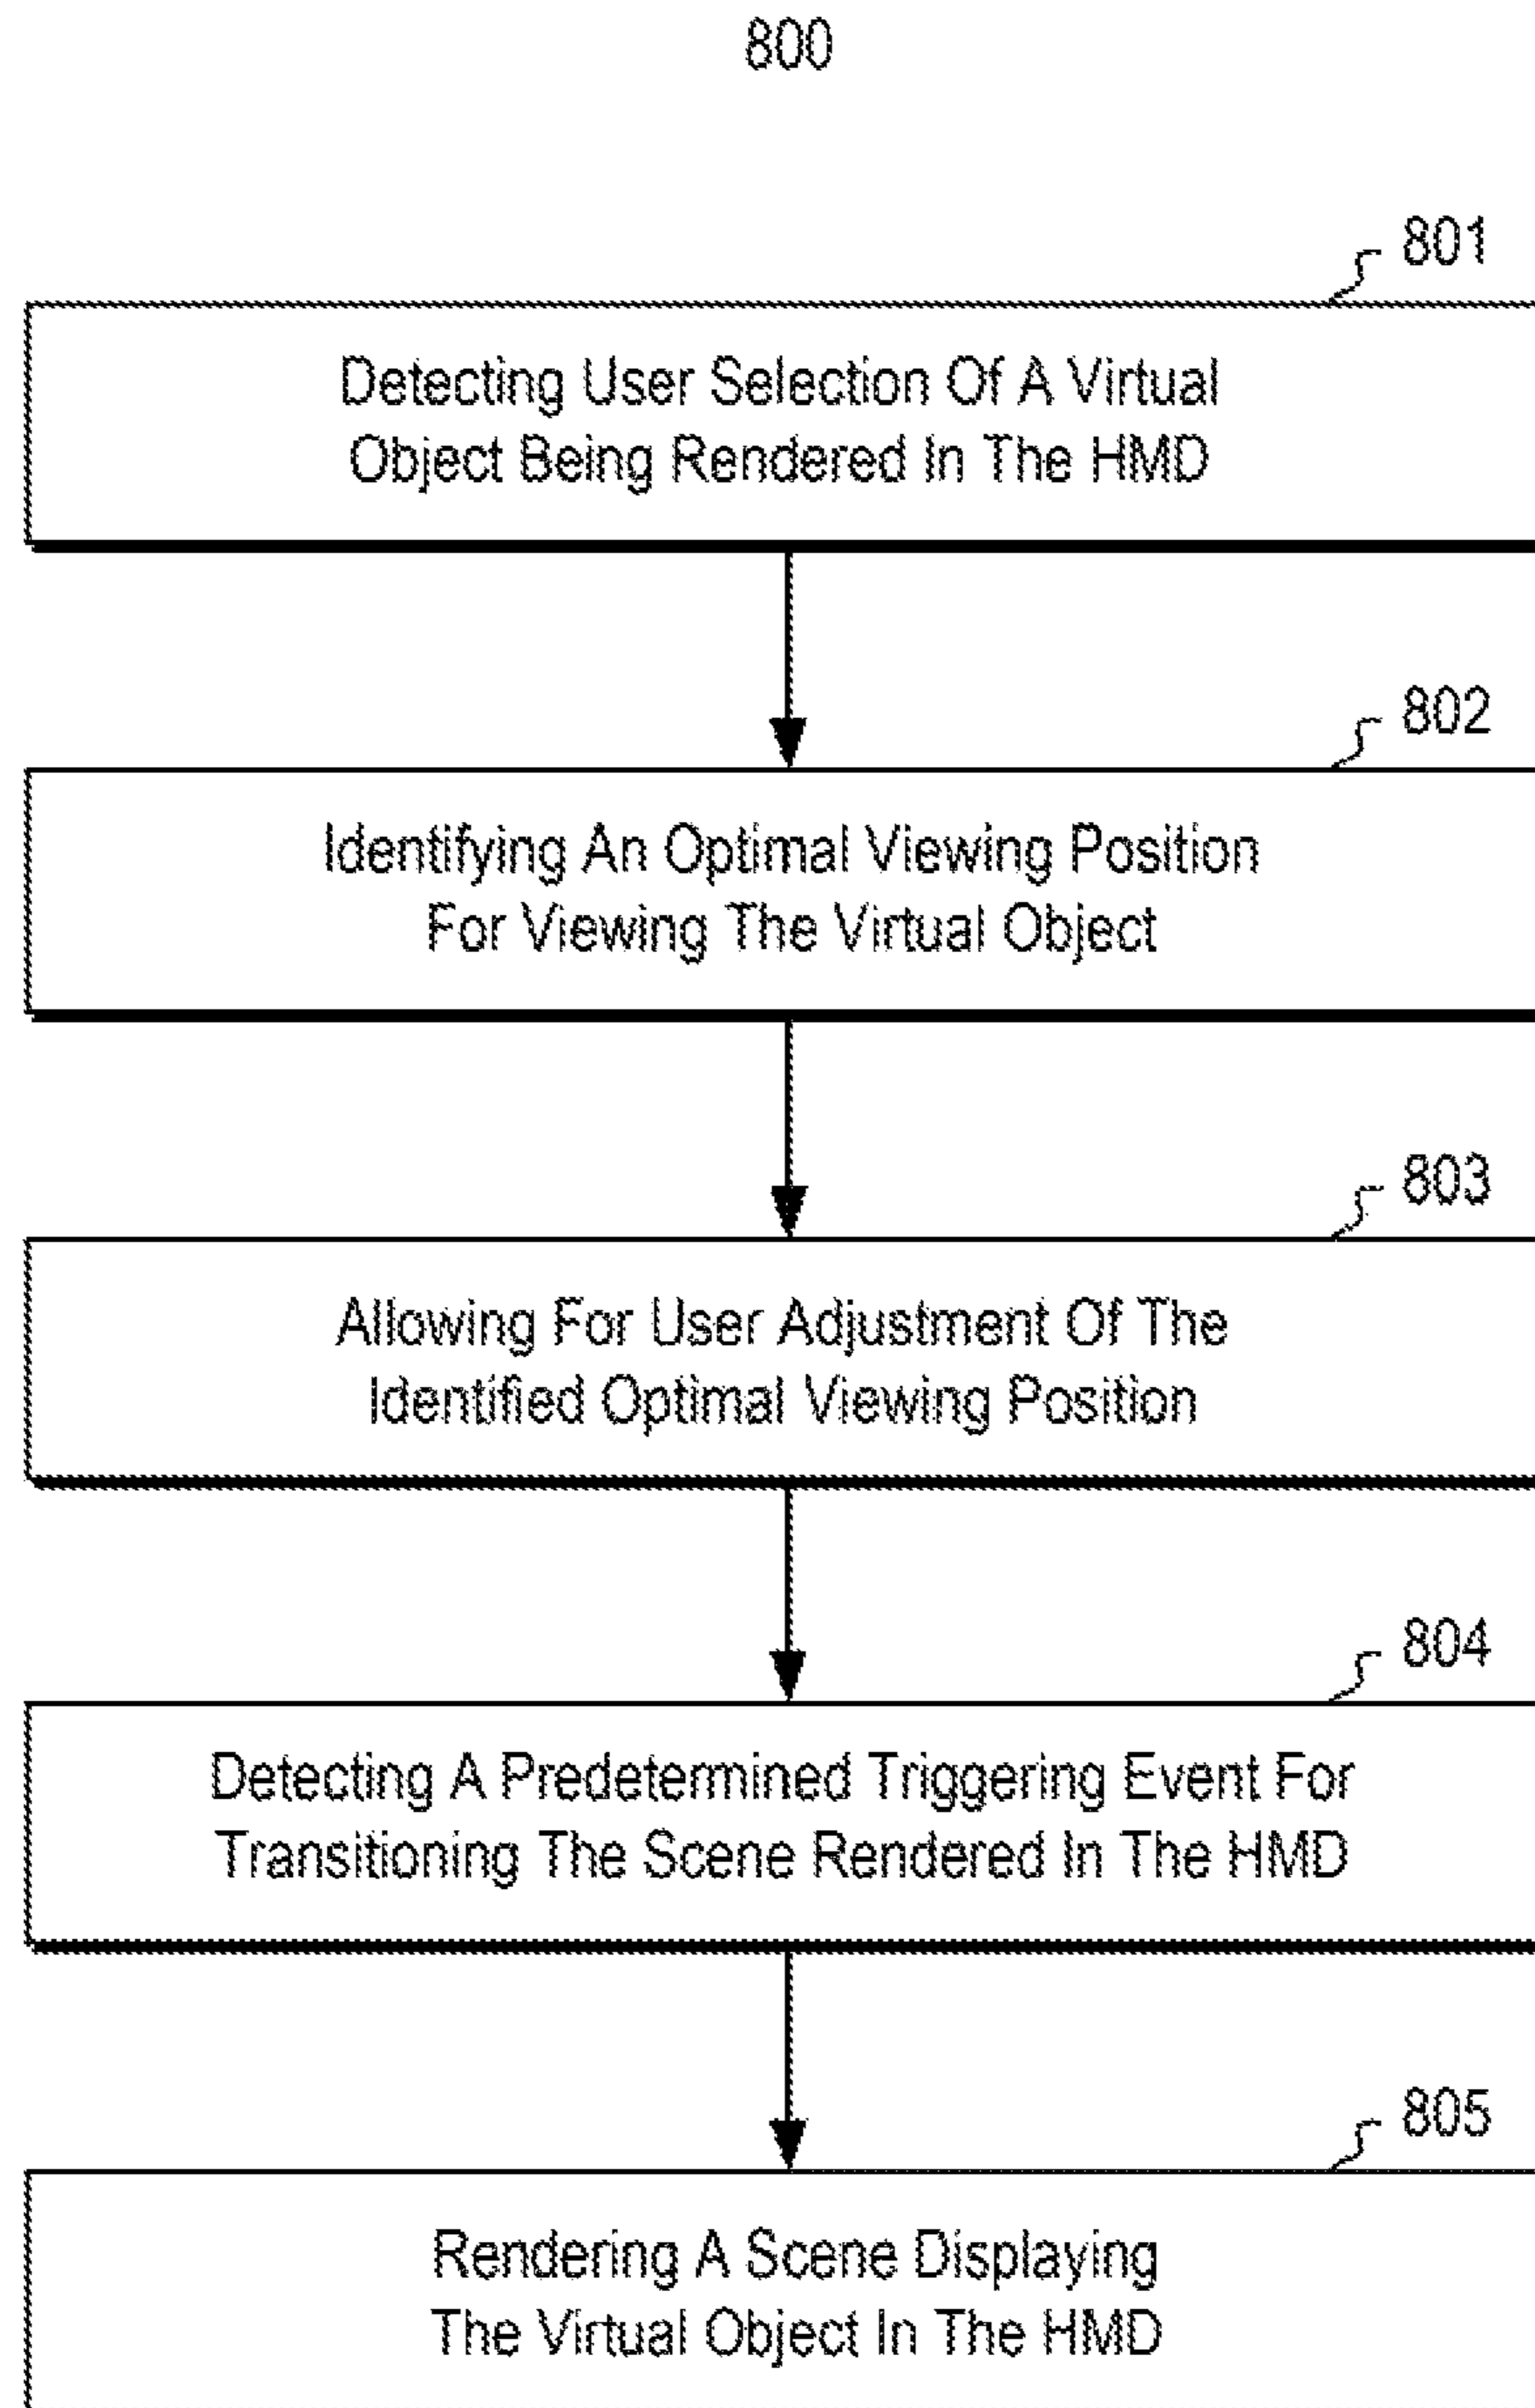 800
801
Detecting User Selection Of A Virtual
Object Being Rendered In The HMD
802
Identifying An Optimal Viewing Position
For Viewing The Virtual Object
803
Allowing For User Adjustment Of The
Identified Optimal Viewing Position
804
Detecting A Predetermined Triggering Event For
Transitioning The Scene Rendered In The HMD
805
Rendering A Scene Displaying
The Virtual Object In The HMD